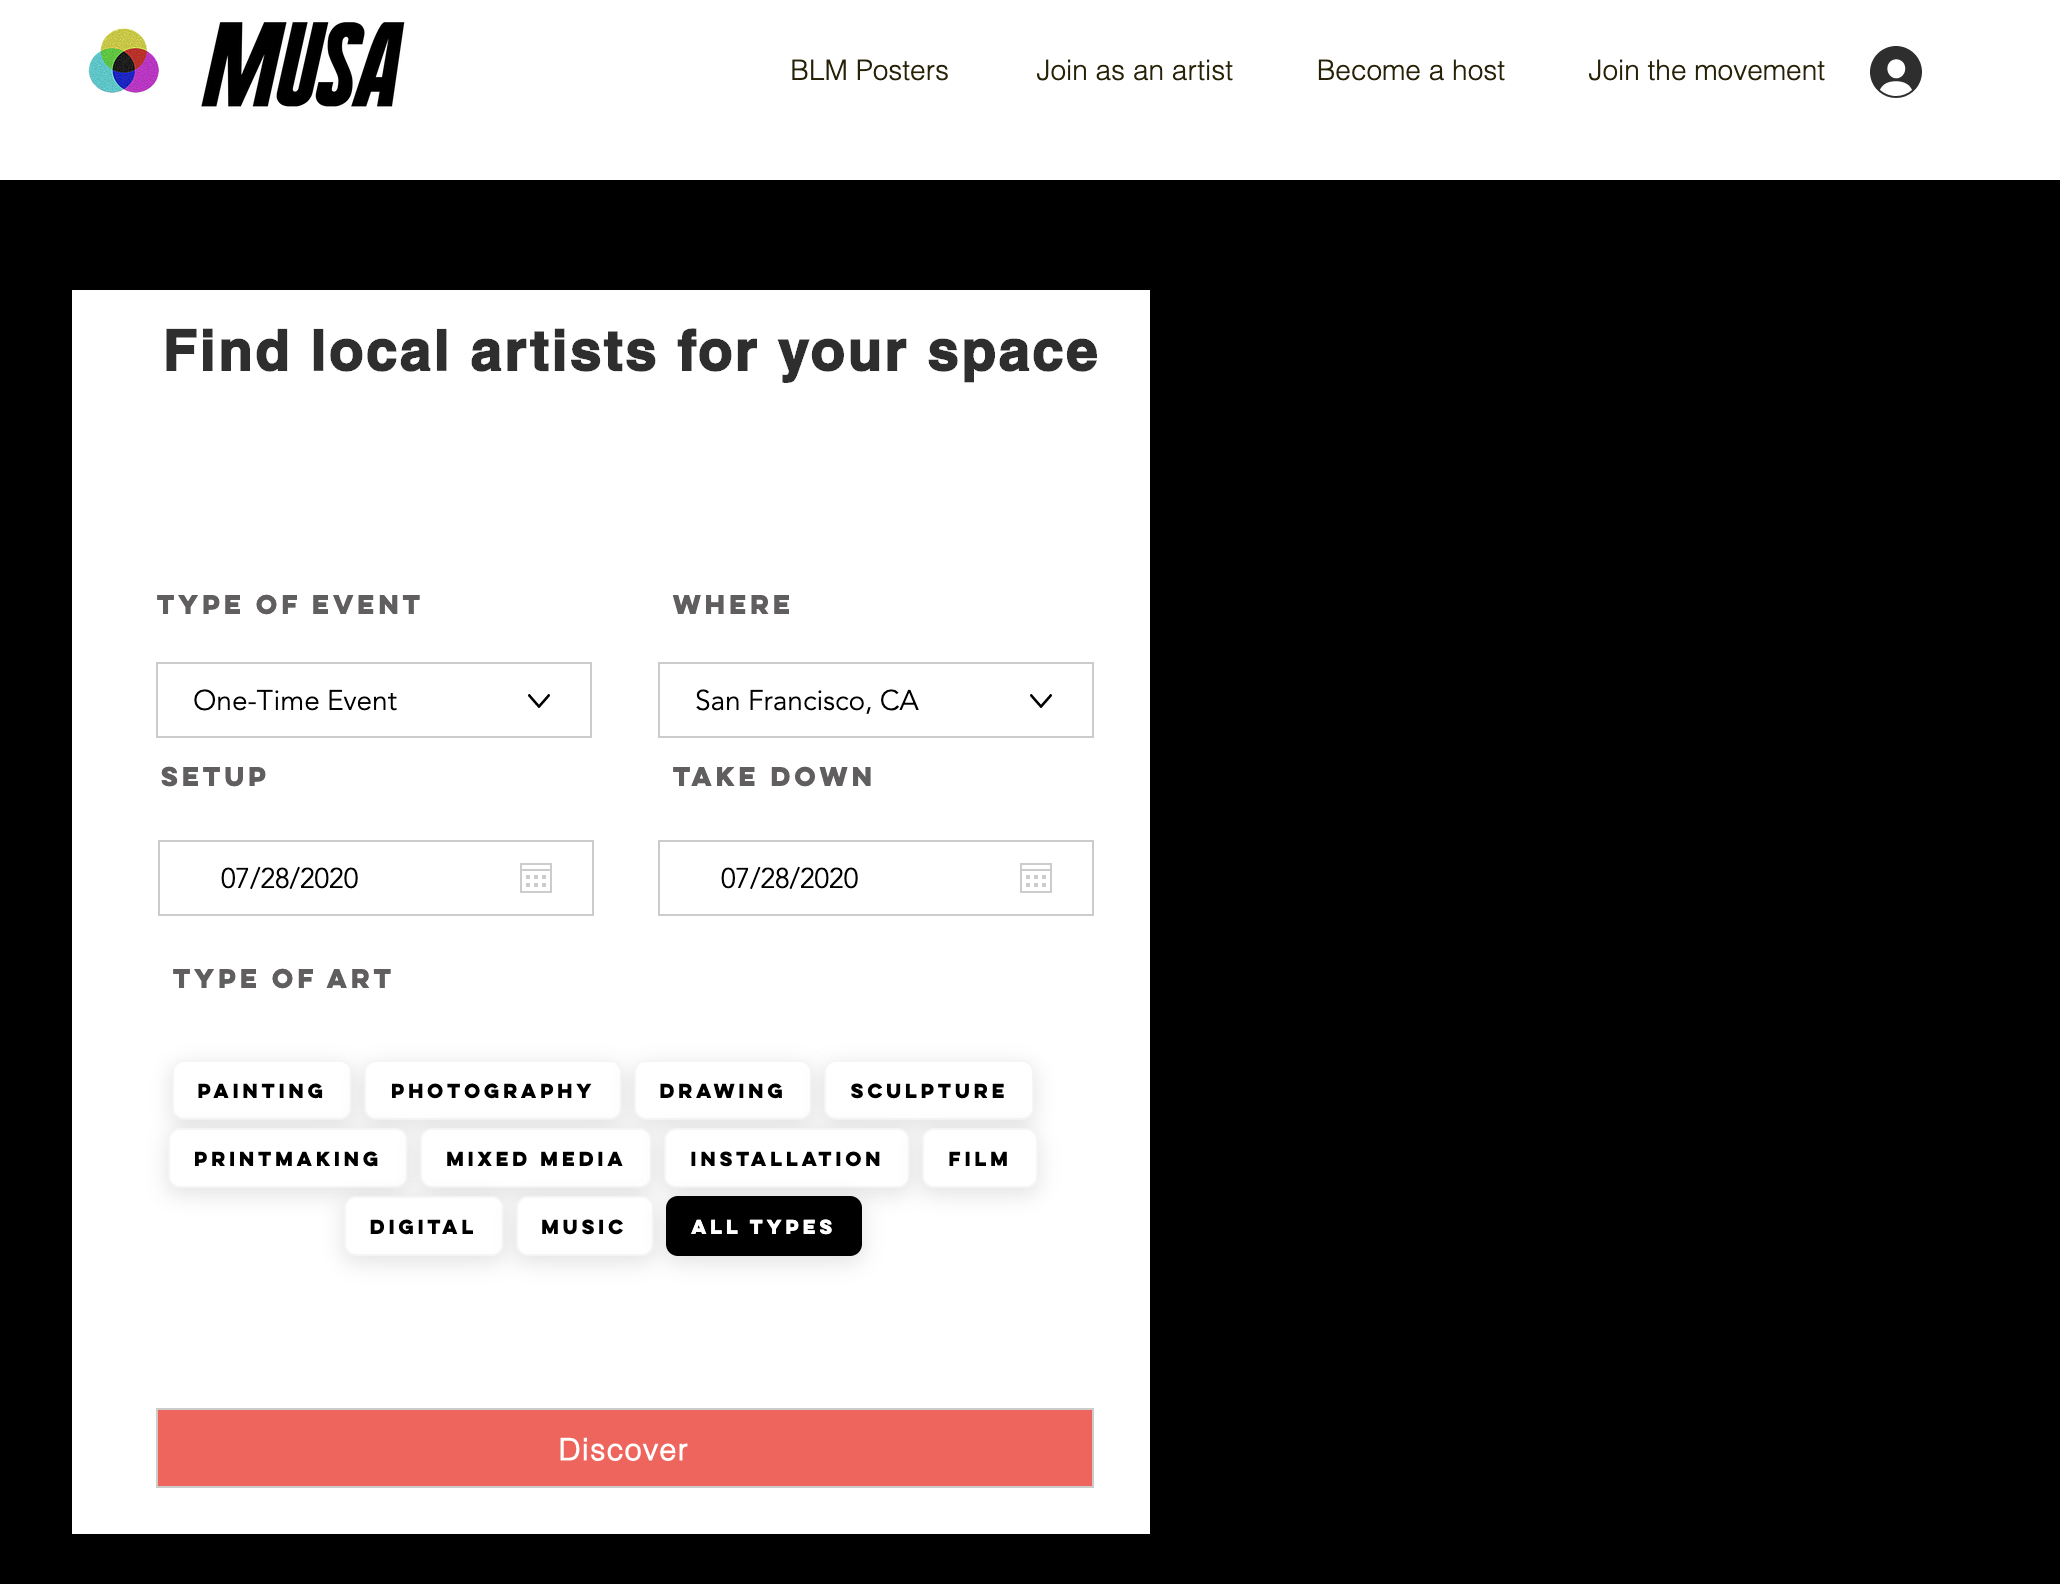 MUSA
BLM Posters
Join as an artist
Become a host
Join the movement
Find local artists for your space
TYPE OF EVENT
WHERE
One-Time Event
San Francisco, CA
SETUP
TAKE DOWN
07/28/2020
07/28/2020
TYPE OF ART
PAINTING
PHOTOGRAPHY
DRAWING
SCULPTURE
PRINTMAKING
MIXED MEDIA
INSTALLATION
FILM
DIGITAL
MUSIC
ALL TYPES
Discover